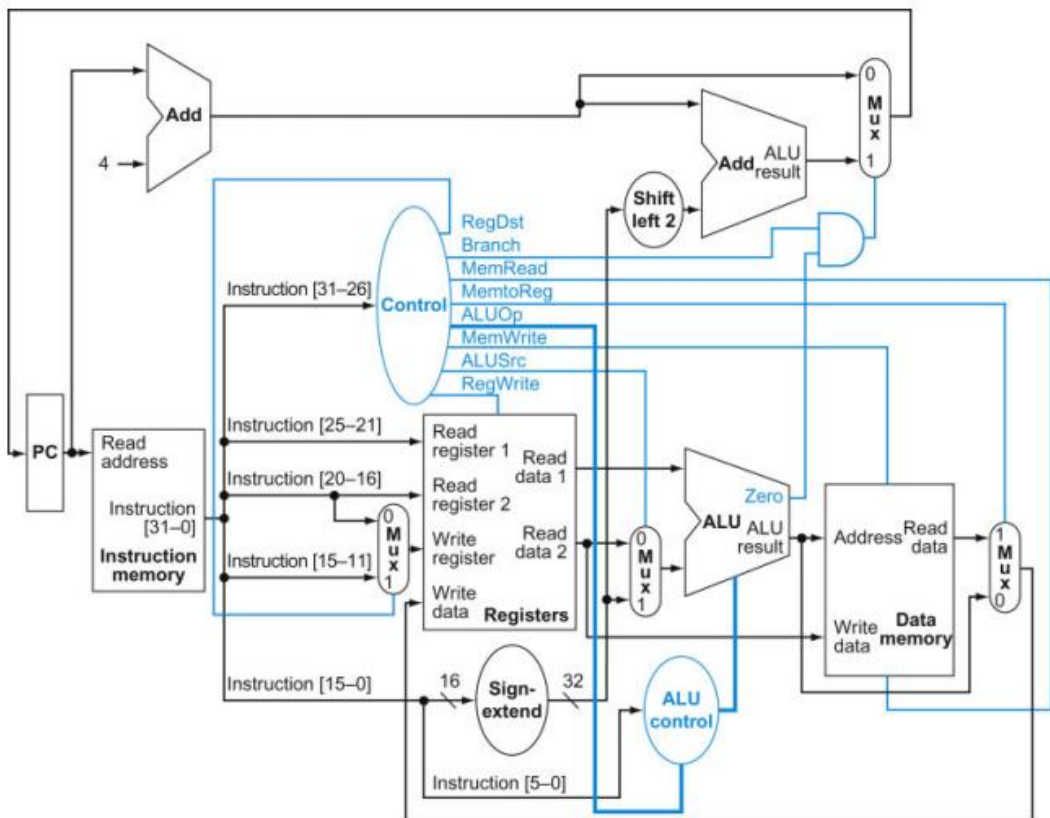 0
M
u
x
1
Add
4
Add
ALU
result
Shift
left 2
RegDst
Branch
MemRead
MemtoReg
ALUOp
MemWrite
ALUSrc
RegWrite
Control
Instruction [31–26]
PC
Read
address
Instruction
[31–0]
Instruction
memory
Instruction [25–21]
Instruction [20–16]
Instruction [15–11]
0
M
u
x
1
Read
register 1
Read
register 2
Write
register
Write
data
Read
data 1
Read
data 2
Registers
0
M
u
x
1
Zero
ALU
ALU
result
Address
Read
data
Write
data
Data
memory
1
M
u
x
0
Instruction [15–0]
16
Sign-
extend
32
ALU
control
Instruction [5–0]